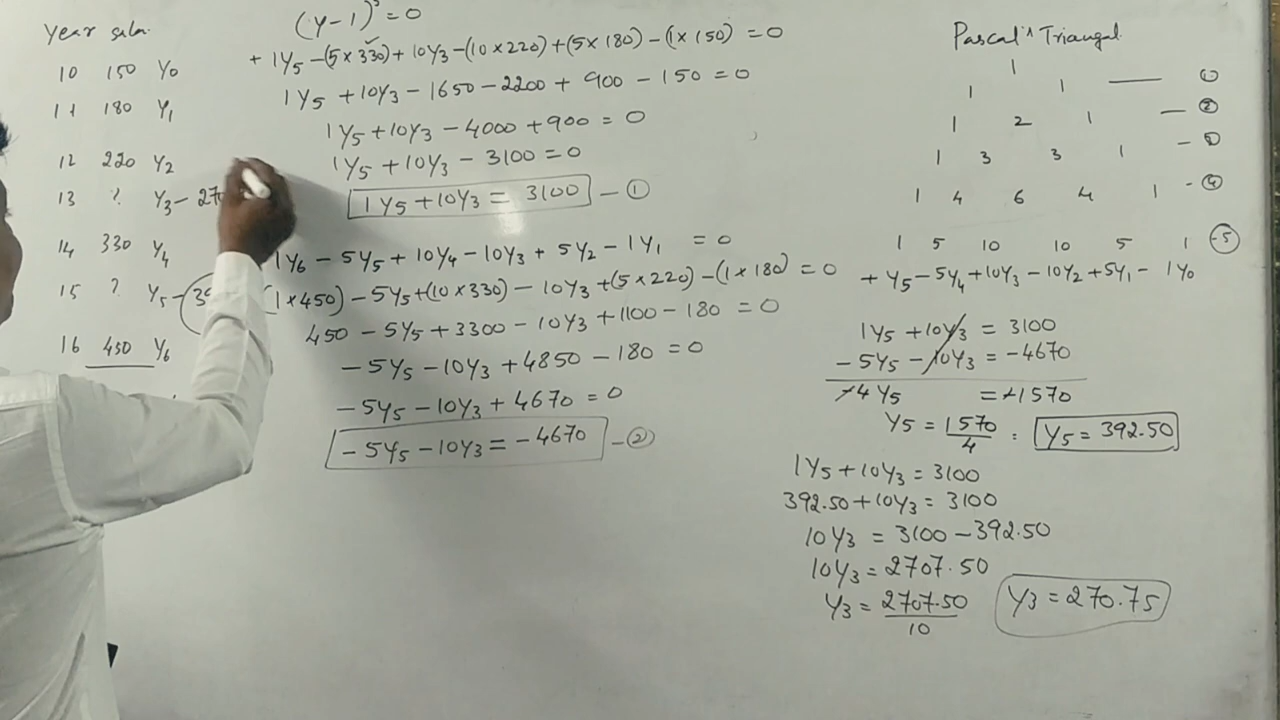 Year sala.
10 150 Y0
11 180 Y1
12 220 Y2
13 ? Y3 - 270
14 330 Y4
15 ? Y5 - 39
16 450 Y6
(Y-1)⁵ = 0
+ 1Y5 - (5 x 330) + 10Y3 - (10 x 220) + (5 x 180) - (1 x 150) = 0
1Y5 + 10Y3 - 1650 - 2200 + 900 - 150 = 0
1Y5 + 10Y3 - 4000 + 900 = 0
1Y5 + 10Y3 - 3100 = 0
1Y5 + 10Y3 = 3100 - ①
1Y6 - 5Y5 + 10Y4 - 10Y3 + 5Y2 - 1Y1 = 0
(1 x 450) - 5Y5 + (10 x 330) - 10Y3 + (5 x 220) - (1 x 180) = 0
450 - 5Y5 + 3300 - 10Y3 + 1100 - 180 = 0
- 5Y5 - 10Y3 + 4850 - 180 = 0
- 5Y5 - 10Y3 + 4670 = 0
- 5Y5 - 10Y3 = - 4670 - ②
Pascal's Triangal
1
1 1 - ①
1 2 1 - ②
1 3 3 1 - ③
1 4 6 4 1 - ④
1 5 10 10 5 1 - 5
+ Y5 - 5Y4 + 10Y3 - 10Y2 + 5Y1 - 1Y0
1Y5 + 10Y3 = 3100
- 5Y5 - 10Y3 = - 4670
-4Y5 = -1570
Y5 = 1570/4 = Y5 = 392.50
1Y5 + 10Y3 = 3100
392.50 + 10Y3 = 3100
10Y3 = 3100 - 392.50
10Y3 = 2707.50
Y3 = 2707.50/10 Y3 = 270.75